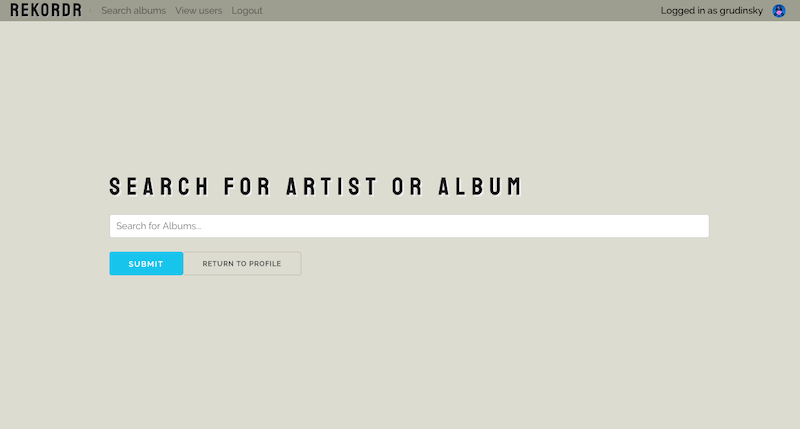 REKORDR Search albums View users Logout Logged in as grudinsky
SEARCH FOR ARTIST OR ALBUM
Search for Albums...
SUBMIT RETURN TO PROFILE